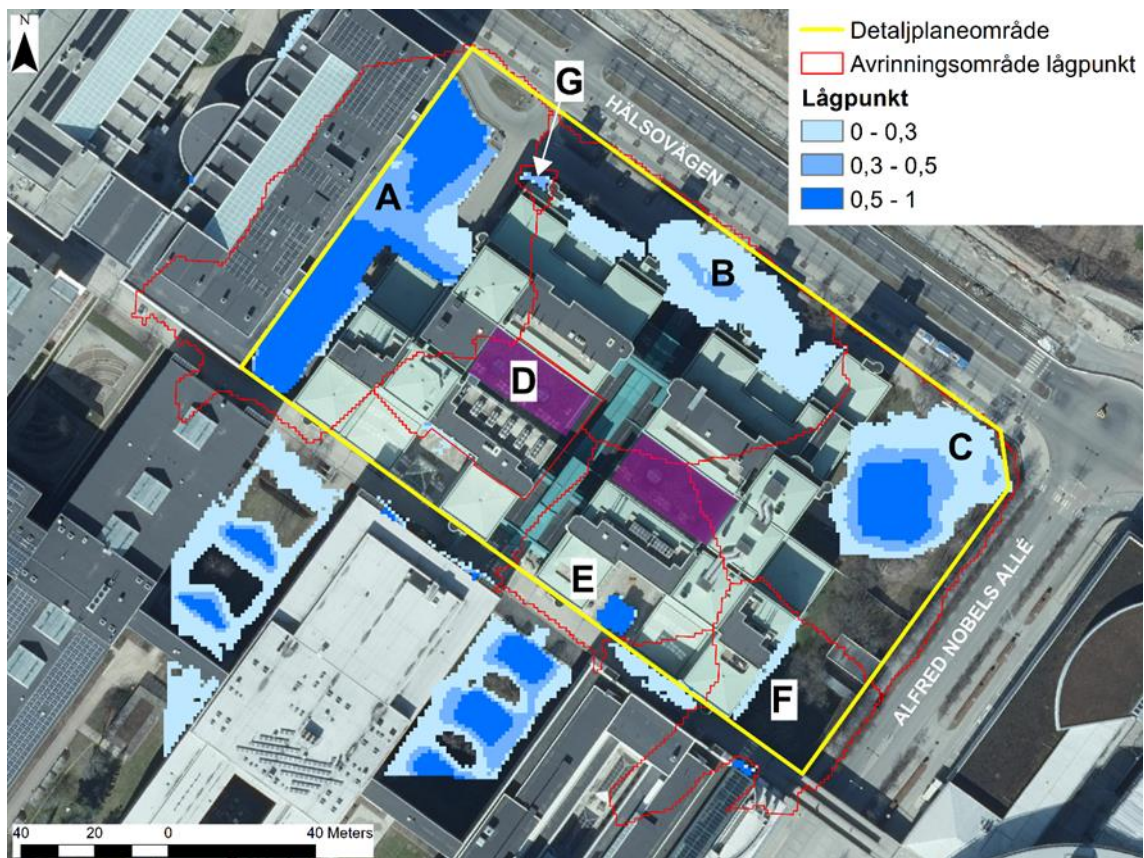 N
Detaljplaneområde
Avrinningsområde lågpunkt
Lågpunkt
0 - 0,3
0,3 - 0,5
0,5 - 1
G
HÄLSOVÄGEN
A
B
D
C
E
F
ALFRED NOBELS ALLÉ
40 20 0 40 Meters